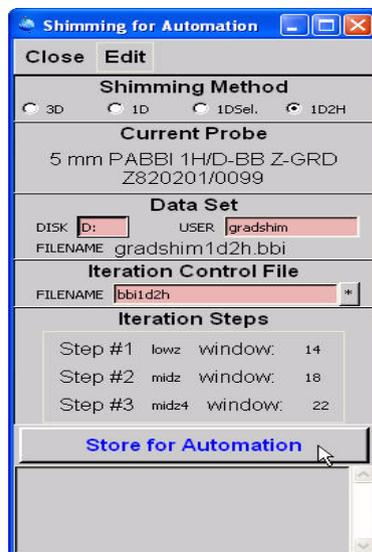 Shimming for Automation
Close Edit
Shimming Method
3D 1D 1DSel. 1D2H
Current Probe
5 mm PABBI 1H/D-BB Z-GRD
Z820201/0099
Data Set
DISK D: USER gradshim
FILENAME gradshim1d2h.bbi
Iteration Control File
FILENAME bbi1d2h *
Iteration Steps
Step #1 lowz window: 14
Step #2 midz window: 18
Step #3 midz4 window: 22
Store for Automation